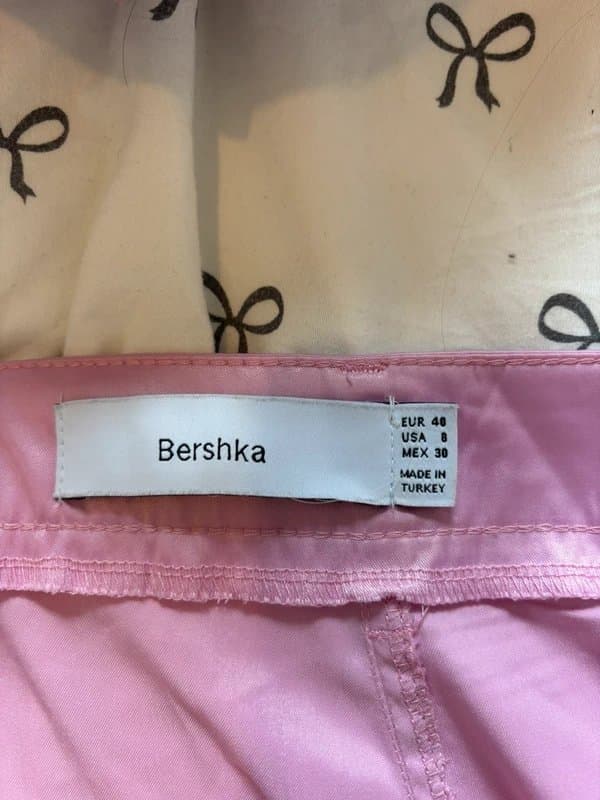 Bershka
EUR 40
USA 8
MEX 30
MADE IN
TURKEY